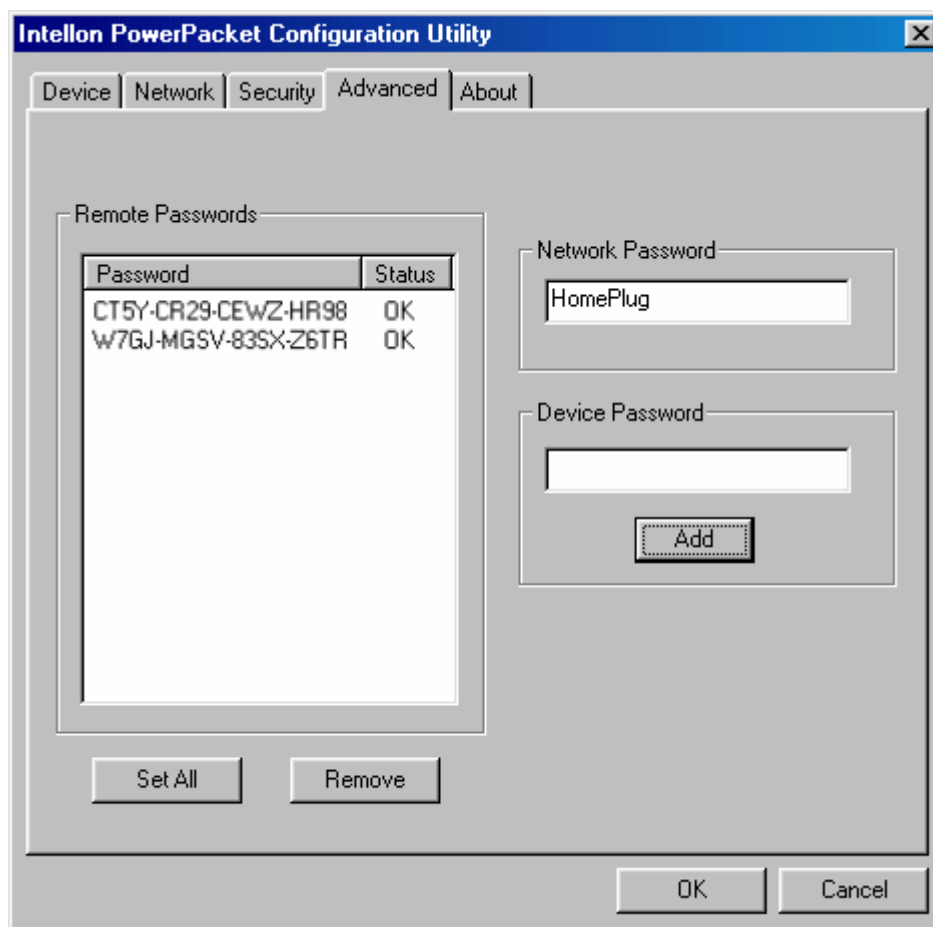 Intellon PowerPacket Configuration Utility
Device Network Security Advanced About
Remote Passwords
Password Status
CT5Y-CR29-CEWZ-HR98 OK
W7GJ-MGSV-83SX-Z6TR OK
Network Password
HomePlug
Device Password
Add
Set All Remove
OK Cancel